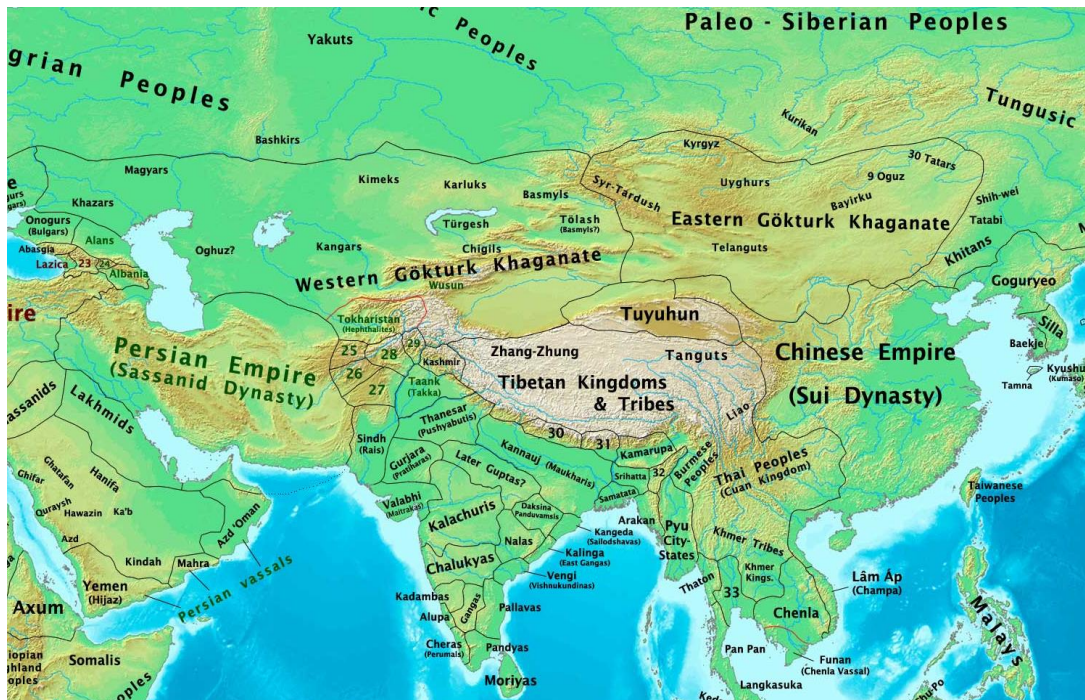 Paleo - Siberian Peoples
Yakuts
ic Peoples
grian Peoples
Tungusic
Kurikan
Bashkirs
Kyrgyz
30 Tatars
Magyars
Kimeks
Karluks
Basmyls
Syr-Tardush
Uyghurs
9 Oguz
Bayirku
Shih-wei
Tatabi
Khazars
Onogurs
(Bulgars)
Alans
Abasgia
Lazica
23
24
Albania
Oghuz?
Kangars
Türgesh
Tölash
(Basmyls?)
Chigils
Eastern Gökturk Khaganate
Telanguts
Khitans
Western Gökturk Khaganate
Wusun
Goguryeo
Silla
Baekje
Tamna
Kyushu
(Kumaso)
ire
Tokharistan
(Hephthalites)
Tuyuhun
Persian Empire
(Sassanid Dynasty)
25
26
27
28
29
Kashmir
Zhang-Zhung
Tanguts
Chinese Empire
(Sui Dynasty)
Tibetan Kingdoms
& Tribes
Taank
(Takka)
Liao
Lakhmids
Thanesar
(Pushyabutis)
30
31
Kamarupa
Sindh
(Rais)
Gurjara
(Pratiharas)
Kannauj (Maukharis)
Later Guptas?
Srihatta
32
Burmese
Peoples
Thai Peoples
(Cuan Kingdom)
Ghatafan
Ghifar
Hanifa
Quraysh
Hawazin
Ka'b
Azd
Azd 'Oman
Valabhi
(Maitrakas)
Samatata
Taiwanese
Peoples
Kalachuris
Daksina
Panduvamsis
Arakan
Kangeda
(Sailodshavas)
Nalas
Pyu
City-
States
Khmer Tribes
Chalukyas
Kalinga
(East Gangas)
Kindah
Mahra
Yemen
(Hijaz)
Persian vassals
Vengi
(Vishnukundinas)
Thaton
33
Khmer
Kings.
Lâm Áp
(Champa)
Axum
Kadambas
Alupa
Gangas
Pallavas
Chenla
Malays
Cheras
(Perumals)
Pandyas
Pan Pan
Funan
(Chenla Vassal)
Somalis
Moriyas
Langkasuka